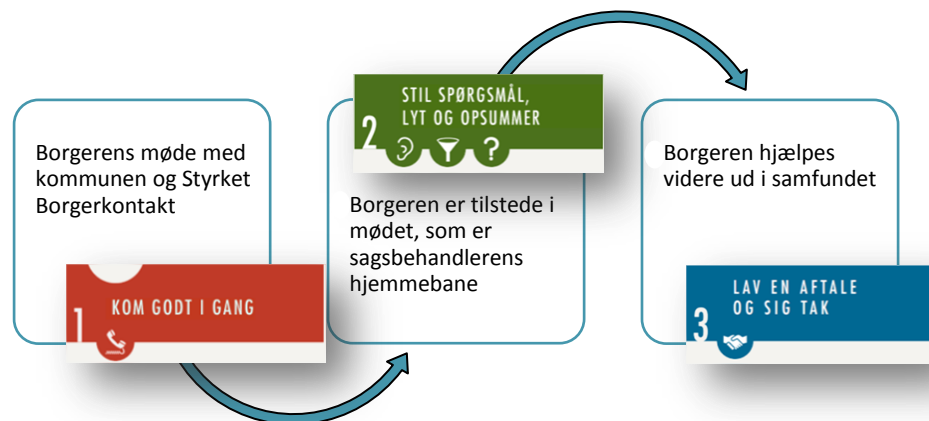 Borgerens møde med
kommunen og Styrket
Borgerkontakt
1
KOM GODT I GANG
2
STIL SPØRGSMÅL,
LYT OG OPSUMMER
?
Borgeren er tilstede i
mødet, som er
sagsbehandlerens
hjemmebane
Borgeren hjælpes
videre ud i samfundet
3
LAV EN AFTALE
OG SIG TAK